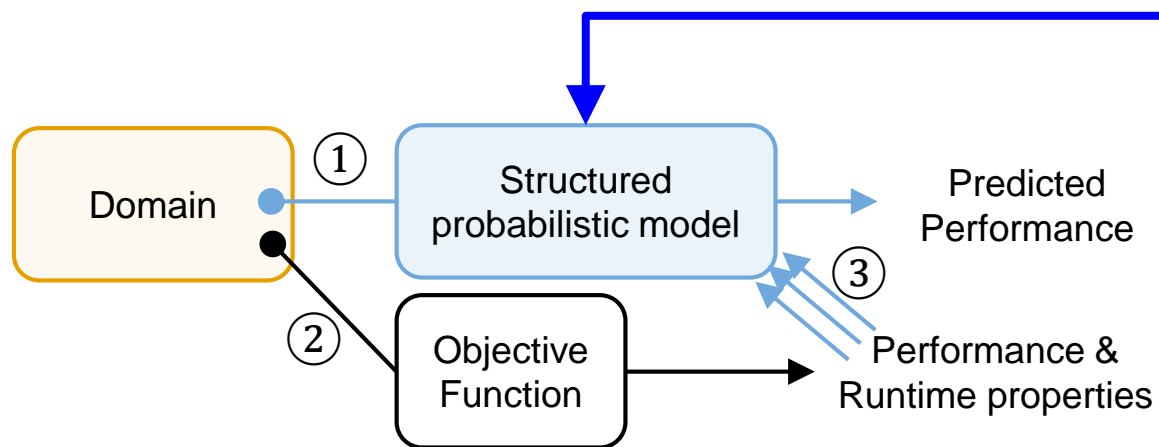 ①
Domain
Structured
probabilistic model
Predicted
Performance
②
③
Objective
Function
Performance &
Runtime properties